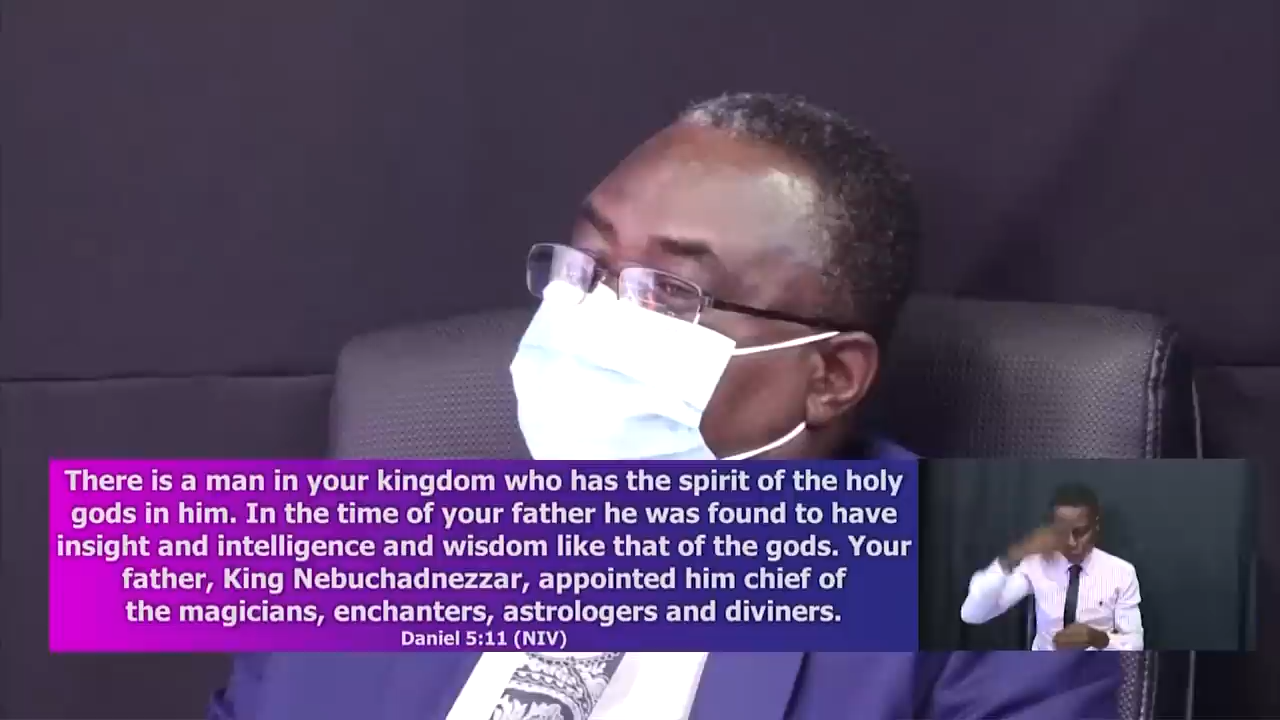 There is a man in your kingdom who has the spirit of the holy
gods in him. In the time of your father he was found to have
insight and intelligence and wisdom like that of the gods. Your
father, King Nebuchadnezzar, appointed him chief of
the magicians, enchanters, astrologers and diviners.
Daniel 5:11 (NIV)